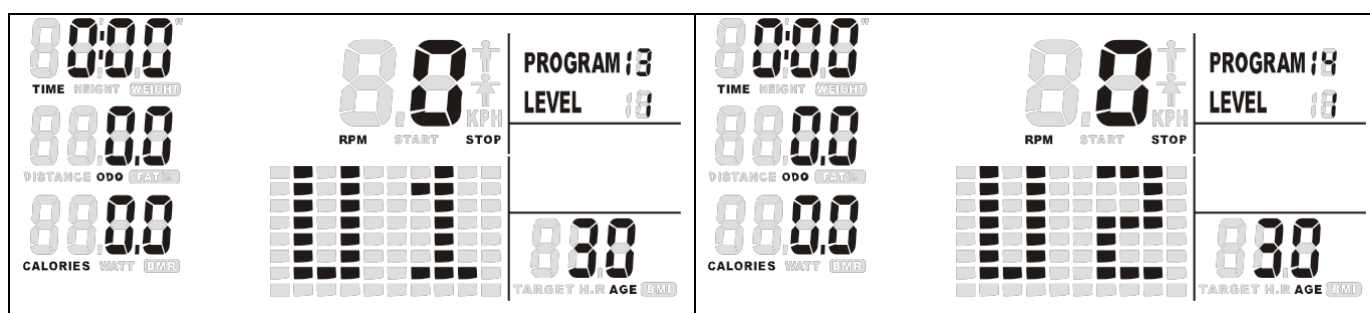 0:00
TIME HEIGHT WEIGHT
0.0
DISTANCE ODO FAT%
0.0
CALORIES WATT BMR
0
KPH
RPM START STOP
PROGRAM 13
LEVEL 1
U1
30
TARGET H.R AGE BMI
0:00
TIME HEIGHT WEIGHT
0.0
DISTANCE ODO FAT%
0.0
CALORIES WATT BMR
0
KPH
RPM START STOP
PROGRAM 14
LEVEL 1
U2
30
TARGET H.R AGE BMI